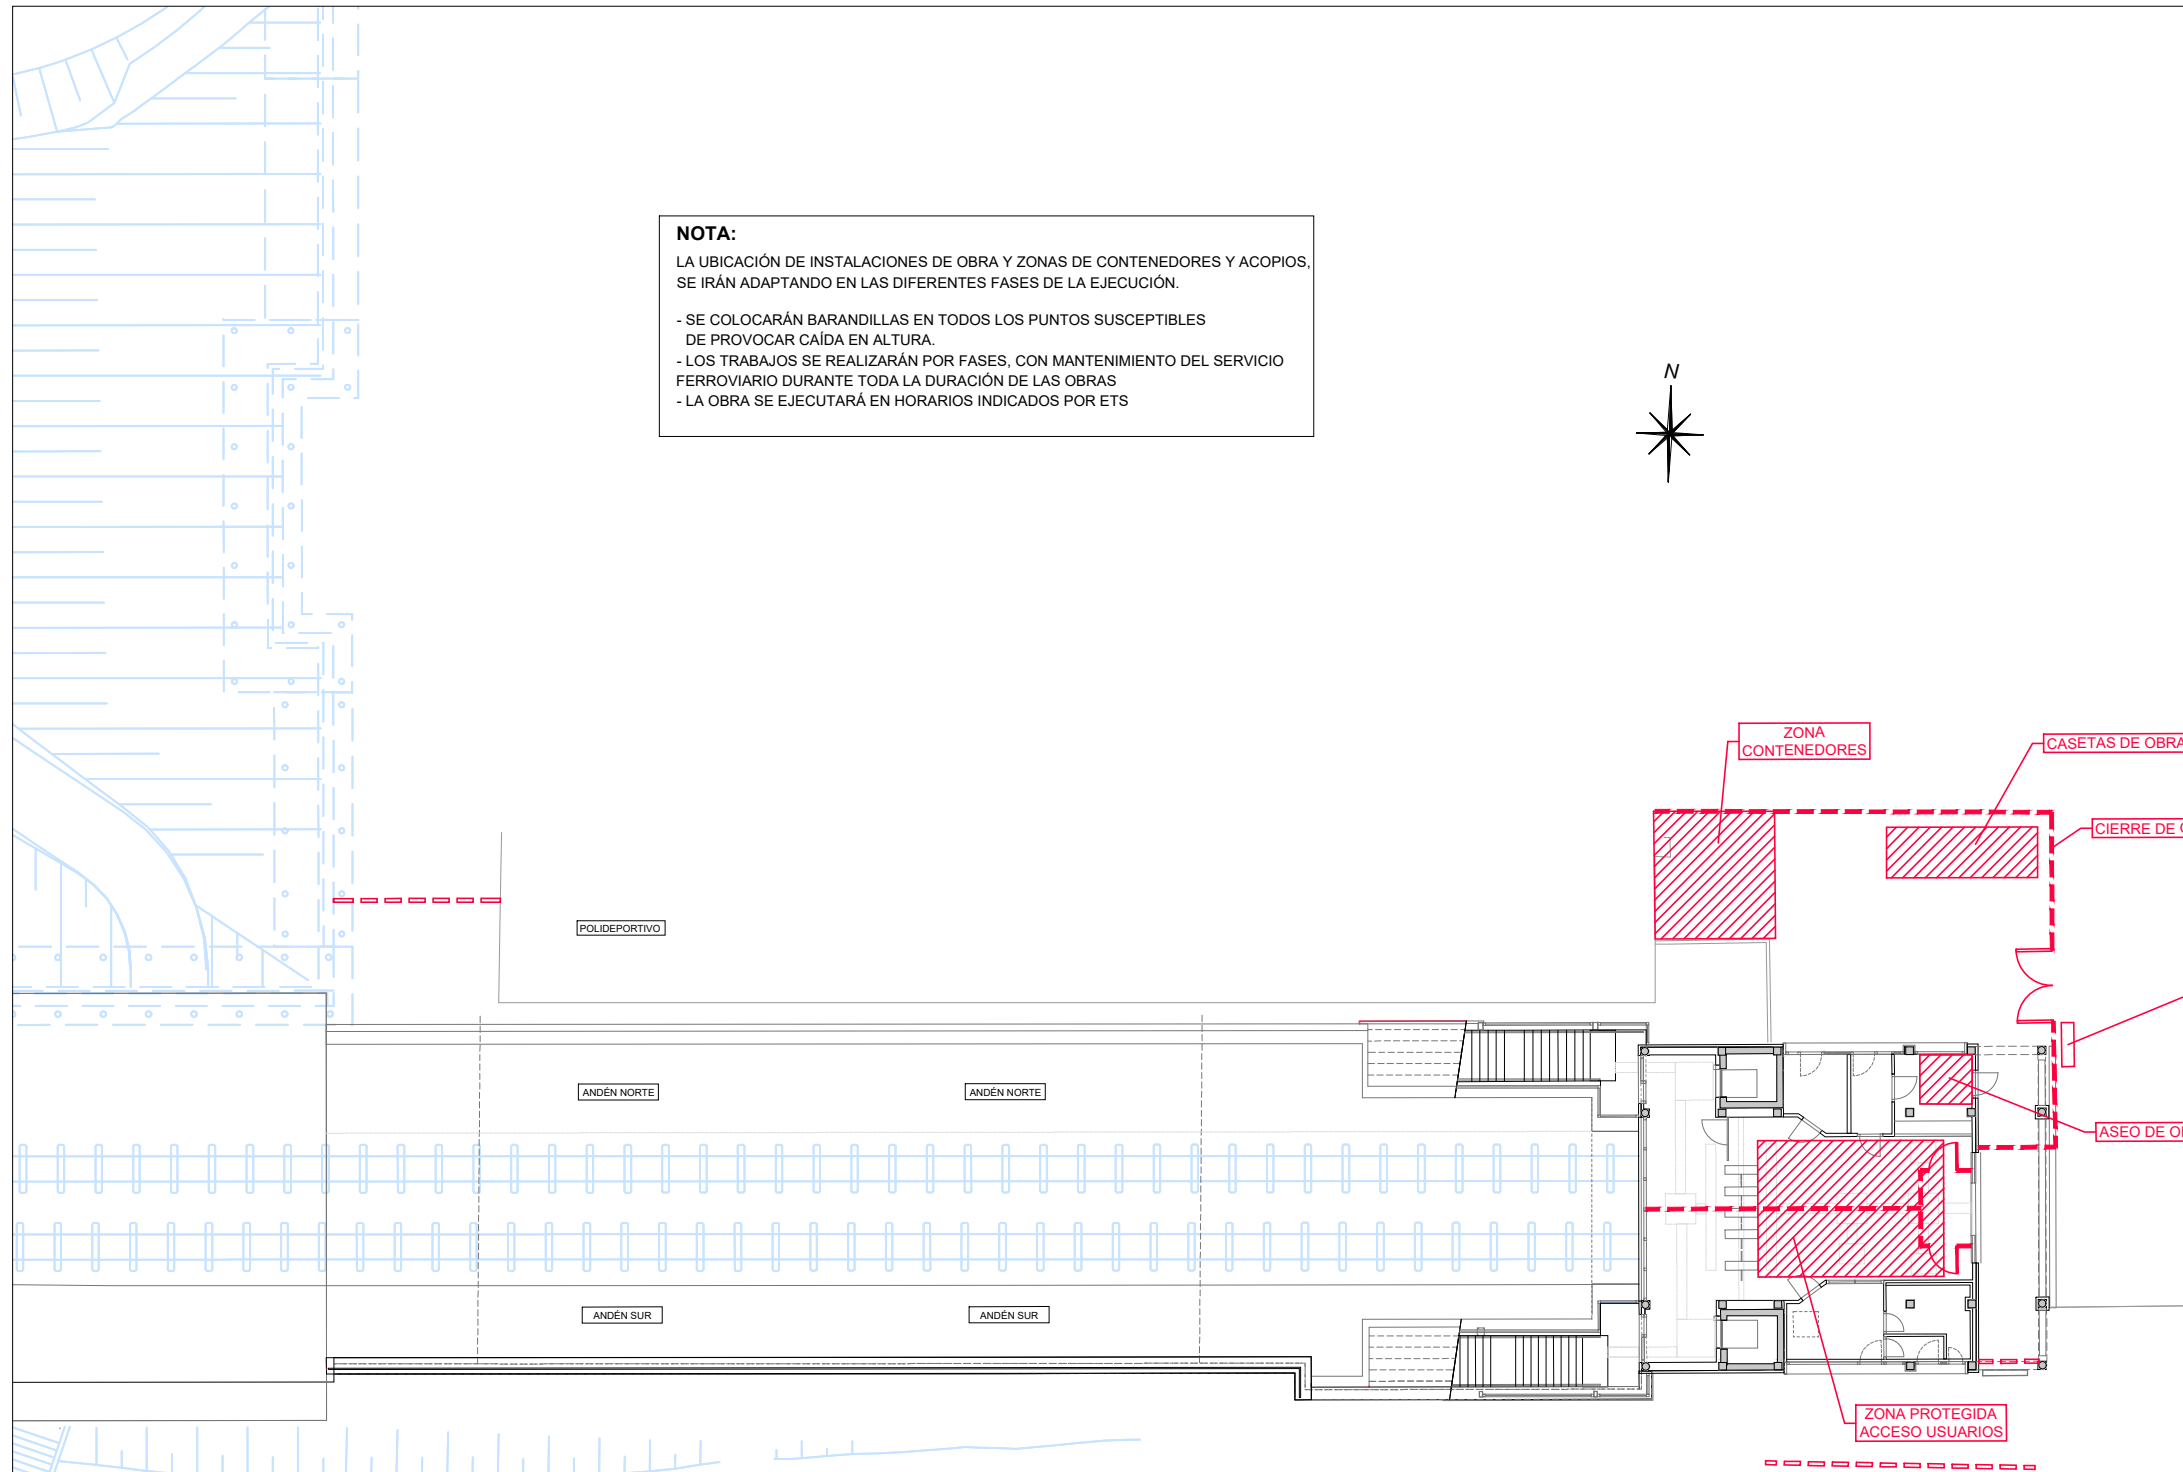 NOTA:
LA UBICACIÓN DE INSTALACIONES DE OBRA Y ZONAS DE CONTENEDORES Y ACOPIOS,
SE IRÁN ADAPTANDO EN LAS DIFERENTES FASES DE LA EJECUCIÓN.
- SE COLOCARÁN BARANDILLAS EN TODOS LOS PUNTOS SUSCEPTIBLES
DE PROVOCAR CAÍDA EN ALTURA.
- LOS TRABAJOS SE REALIZARÁN POR FASES, CON MANTENIMIENTO DEL SERVICIO
FERROVIARIO DURANTE TODA LA DURACIÓN DE LAS OBRAS
- LA OBRA SE EJECUTARÁ EN HORARIOS INDICADOS POR ETS
N
ZONA
CONTENEDORES
CASETAS DE OBRA
CIERRE DE
POLIDEPORTIVO
ANDÉN NORTE
ANDÉN NORTE
ASEO DE
ANDÉN SUR
ANDÉN SUR
ZONA PROTEGIDA
ACCESO USUARIOS